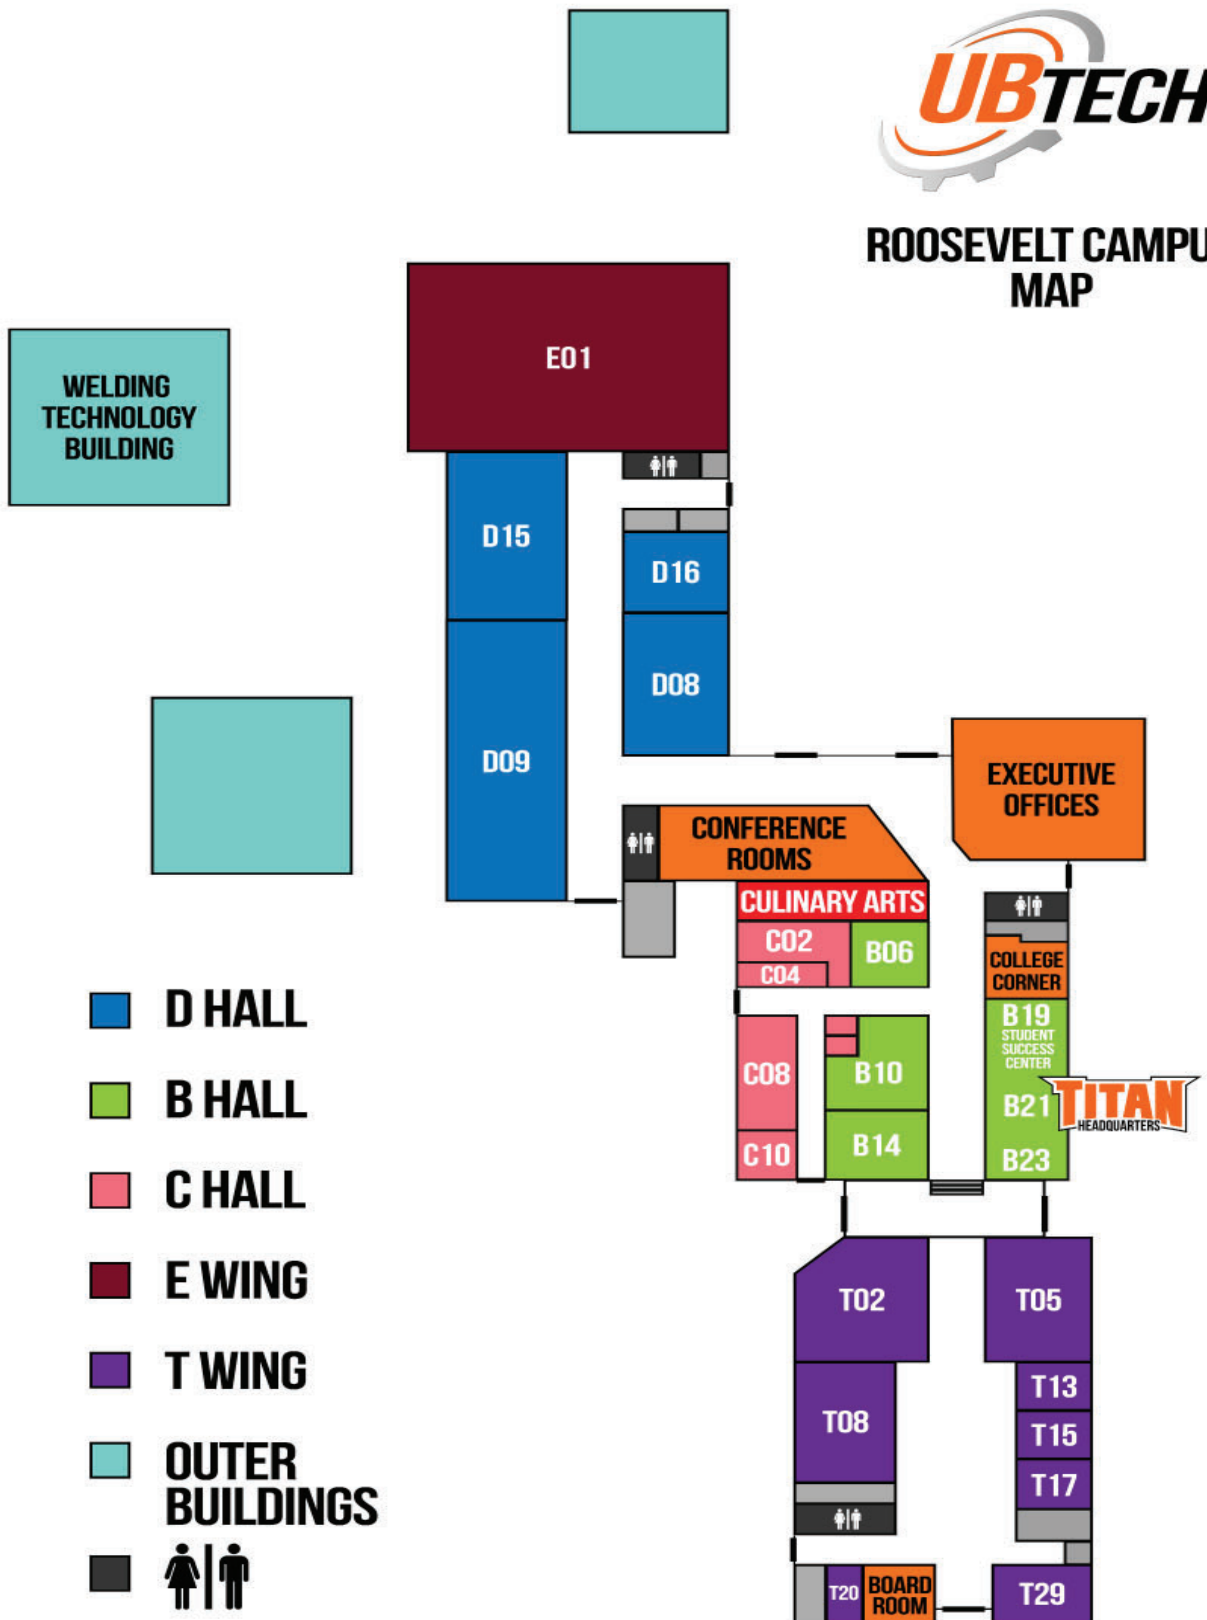 UBTECH
ROOSEVELT CAMPU
MAP
E01
WELDING
TECHNOLOGY
BUILDING
D15
D16
D08
D09
EXECUTIVE
OFFICES
CONFERENCE
ROOMS
CULINARY ARTS
C02
B06
C04
COLLEGE
CORNER
B19
STUDENT
SUCCESS
CENTER
C08
B10
B21
TITAN
HEADQUARTERS
C10
B14
B23
D HALL
B HALL
C HALL
E WING
T WING
OUTER
BUILDINGS
T02
T05
T13
T08
T15
T17
T20
BOARD
ROOM
T29